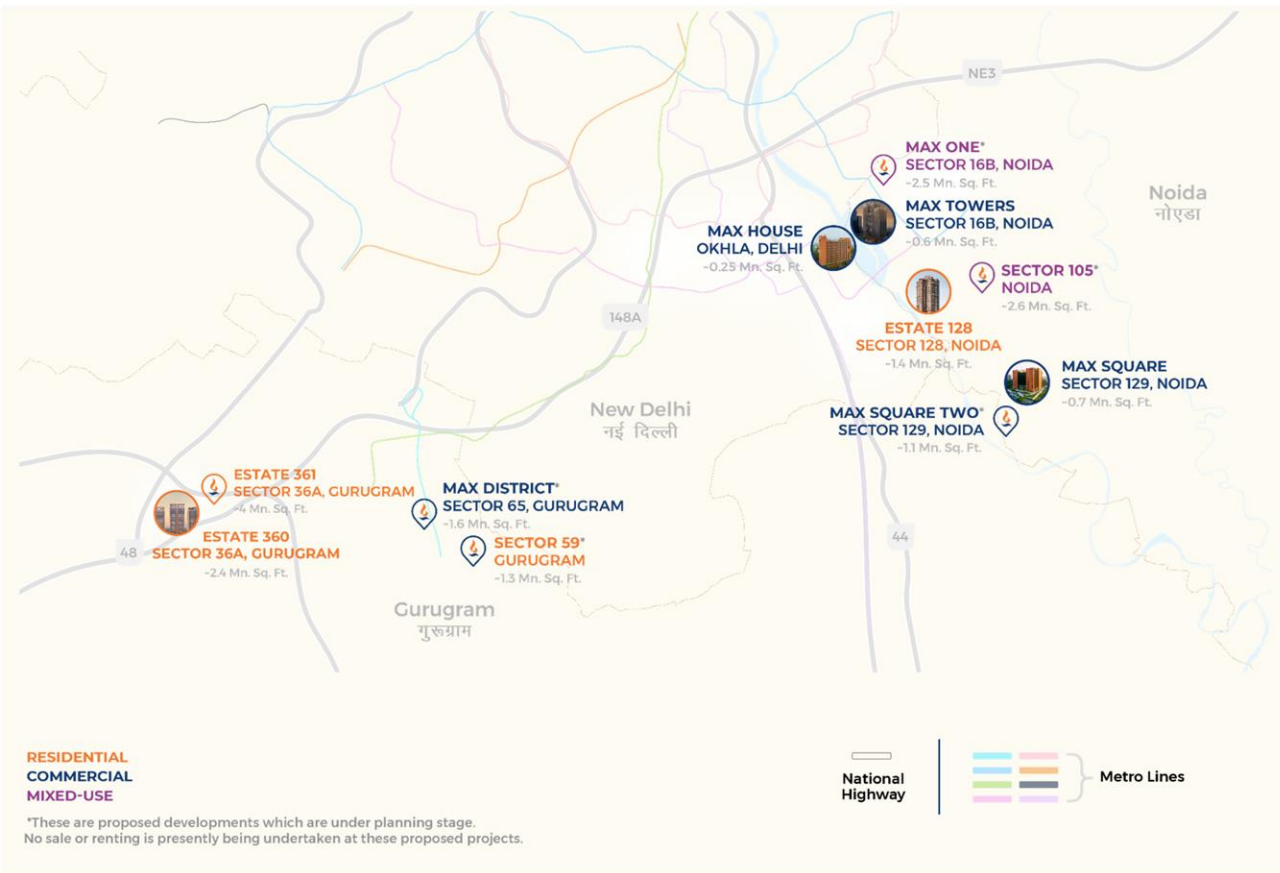 NE3
MAX ONE*
SECTOR 16B, NOIDA
~2.5 Mn. Sq. Ft.
Noida
नोएडा
MAX TOWERS
SECTOR 16B, NOIDA
~0.6 Mn. Sq. Ft.
MAX HOUSE
OKHLA, DELHI
~0.25 Mn. Sq. Ft.
SECTOR 105*
NOIDA
~2.6 Mn. Sq. Ft.
148A
ESTATE 128
SECTOR 128, NOIDA
~1.4 Mn. Sq. Ft.
MAX SQUARE
SECTOR 129, NOIDA
~0.7 Mn. Sq. Ft.
New Delhi
नई दिल्ली
MAX SQUARE TWO*
SECTOR 129, NOIDA
~1.1 Mn. Sq. Ft.
ESTATE 361
SECTOR 36A, GURUGRAM
~4 Mn. Sq. Ft.
MAX DISTRICT*
SECTOR 65, GURUGRAM
~1.6 Mn. Sq. Ft.
ESTATE 360
SECTOR 36A, GURUGRAM
~2.4 Mn. Sq. Ft.
48
SECTOR 59*
GURUGRAM
~1.3 Mn. Sq. Ft.
44
Gurugram
गुरूग्राम
RESIDENTIAL
COMMERCIAL
MIXED-USE
*These are proposed developments which are under planning stage.
No sale or renting is presently being undertaken at these proposed projects.
National
Highway
Metro Lines